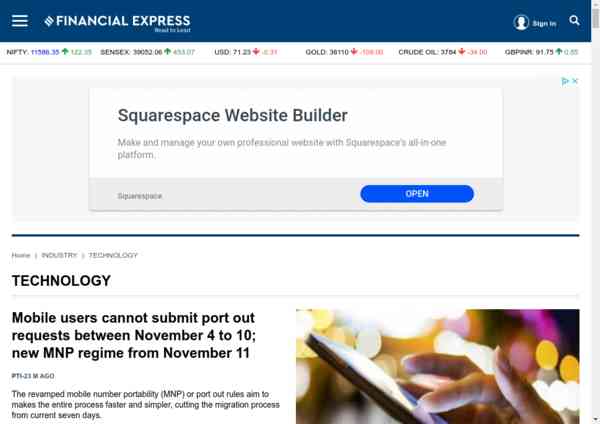 FINANCIAL EXPRESS
Read to Lead
Sign in
NIFTY: 11586.35 122.35 SENSEX: 39052.06 453.07 USD: 71.23 -0.31 GOLD: 38110 -109.00 CRUDE OIL: 3784 -34.00 GBPINR: 91.75 0.85
Squarespace Website Builder
Make and manage your own professional website with Squarespace's all-in-one
platform.
Squarespace
OPEN
Home | INDUSTRY | TECHNOLOGY
TECHNOLOGY
Mobile users cannot submit port out
requests between November 4 to 10;
new MNP regime from November 11
PTI-23 M AGO
The revamped mobile number portability (MNP) or port out rules aim to
makes the entire process faster and simpler, cutting the migration process
from current seven days.